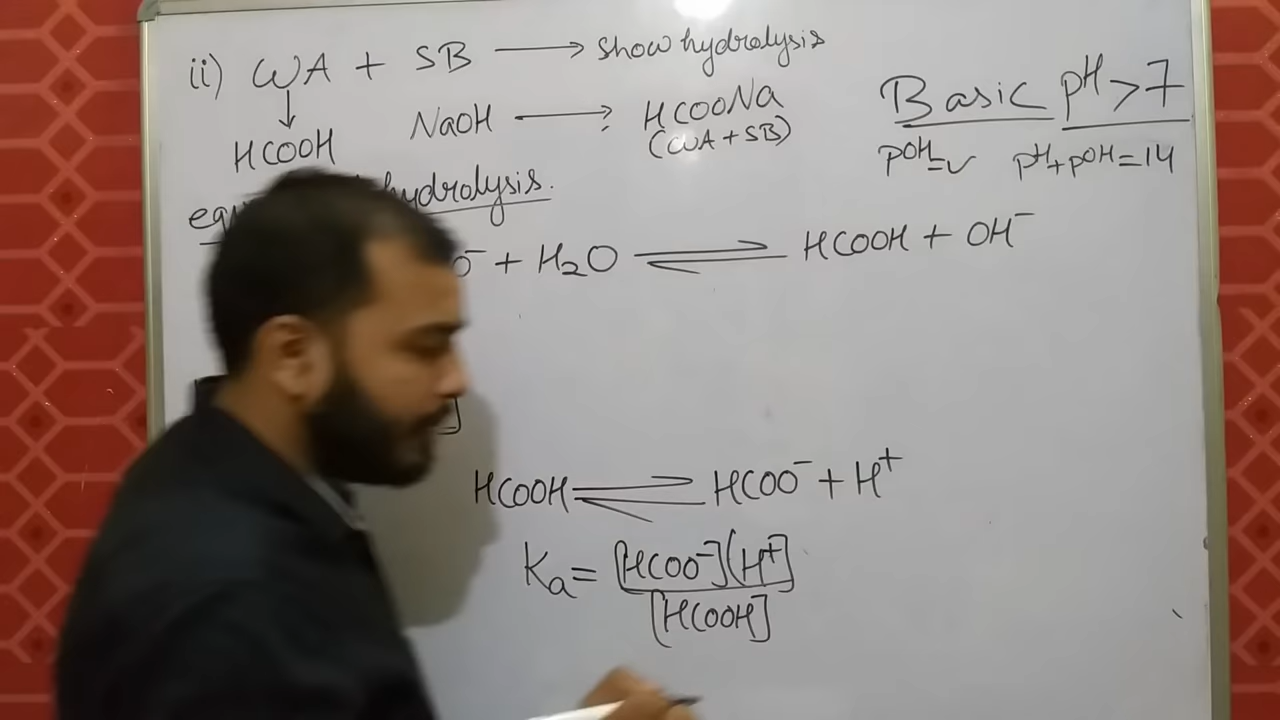 ii) WA + SB ⟶ Show hydrolysis
↓
HCOOH NaOH ⟶ HCOONa
(WA + SB)
Basic pH > 7
pOH = ✓ pH + pOH = 14
hydrolysis.
+ H₂O ⇌ HCOOH + OH⁻
]
HCOOH ⇌ HCOO⁻ + H⁺
Ka = [HCOO⁻][H⁺]
[HCOOH]